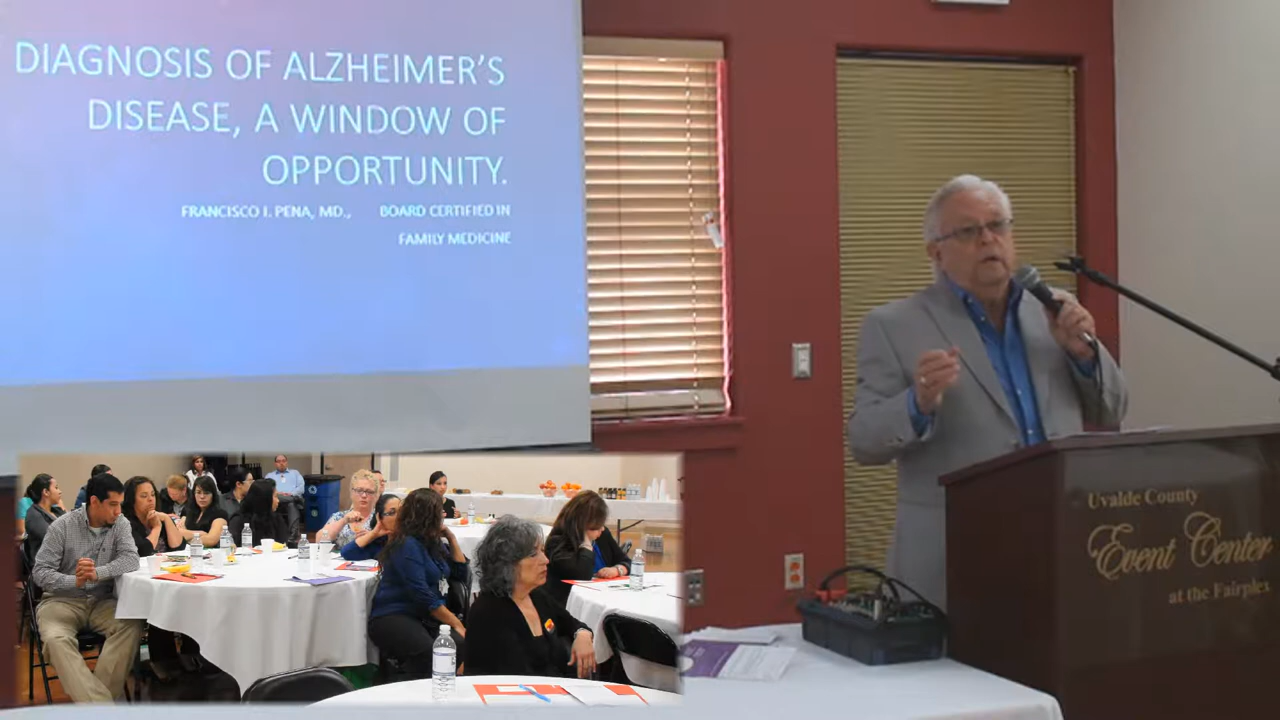 DIAGNOSIS OF ALZHEIMER'S
DISEASE, A WINDOW OF
OPPORTUNITY.
FRANCISCO I. PENA, MD., BOARD CERTIFIED IN
FAMILY MEDICINE
Uvalde County
Event Center
at the Fairplex